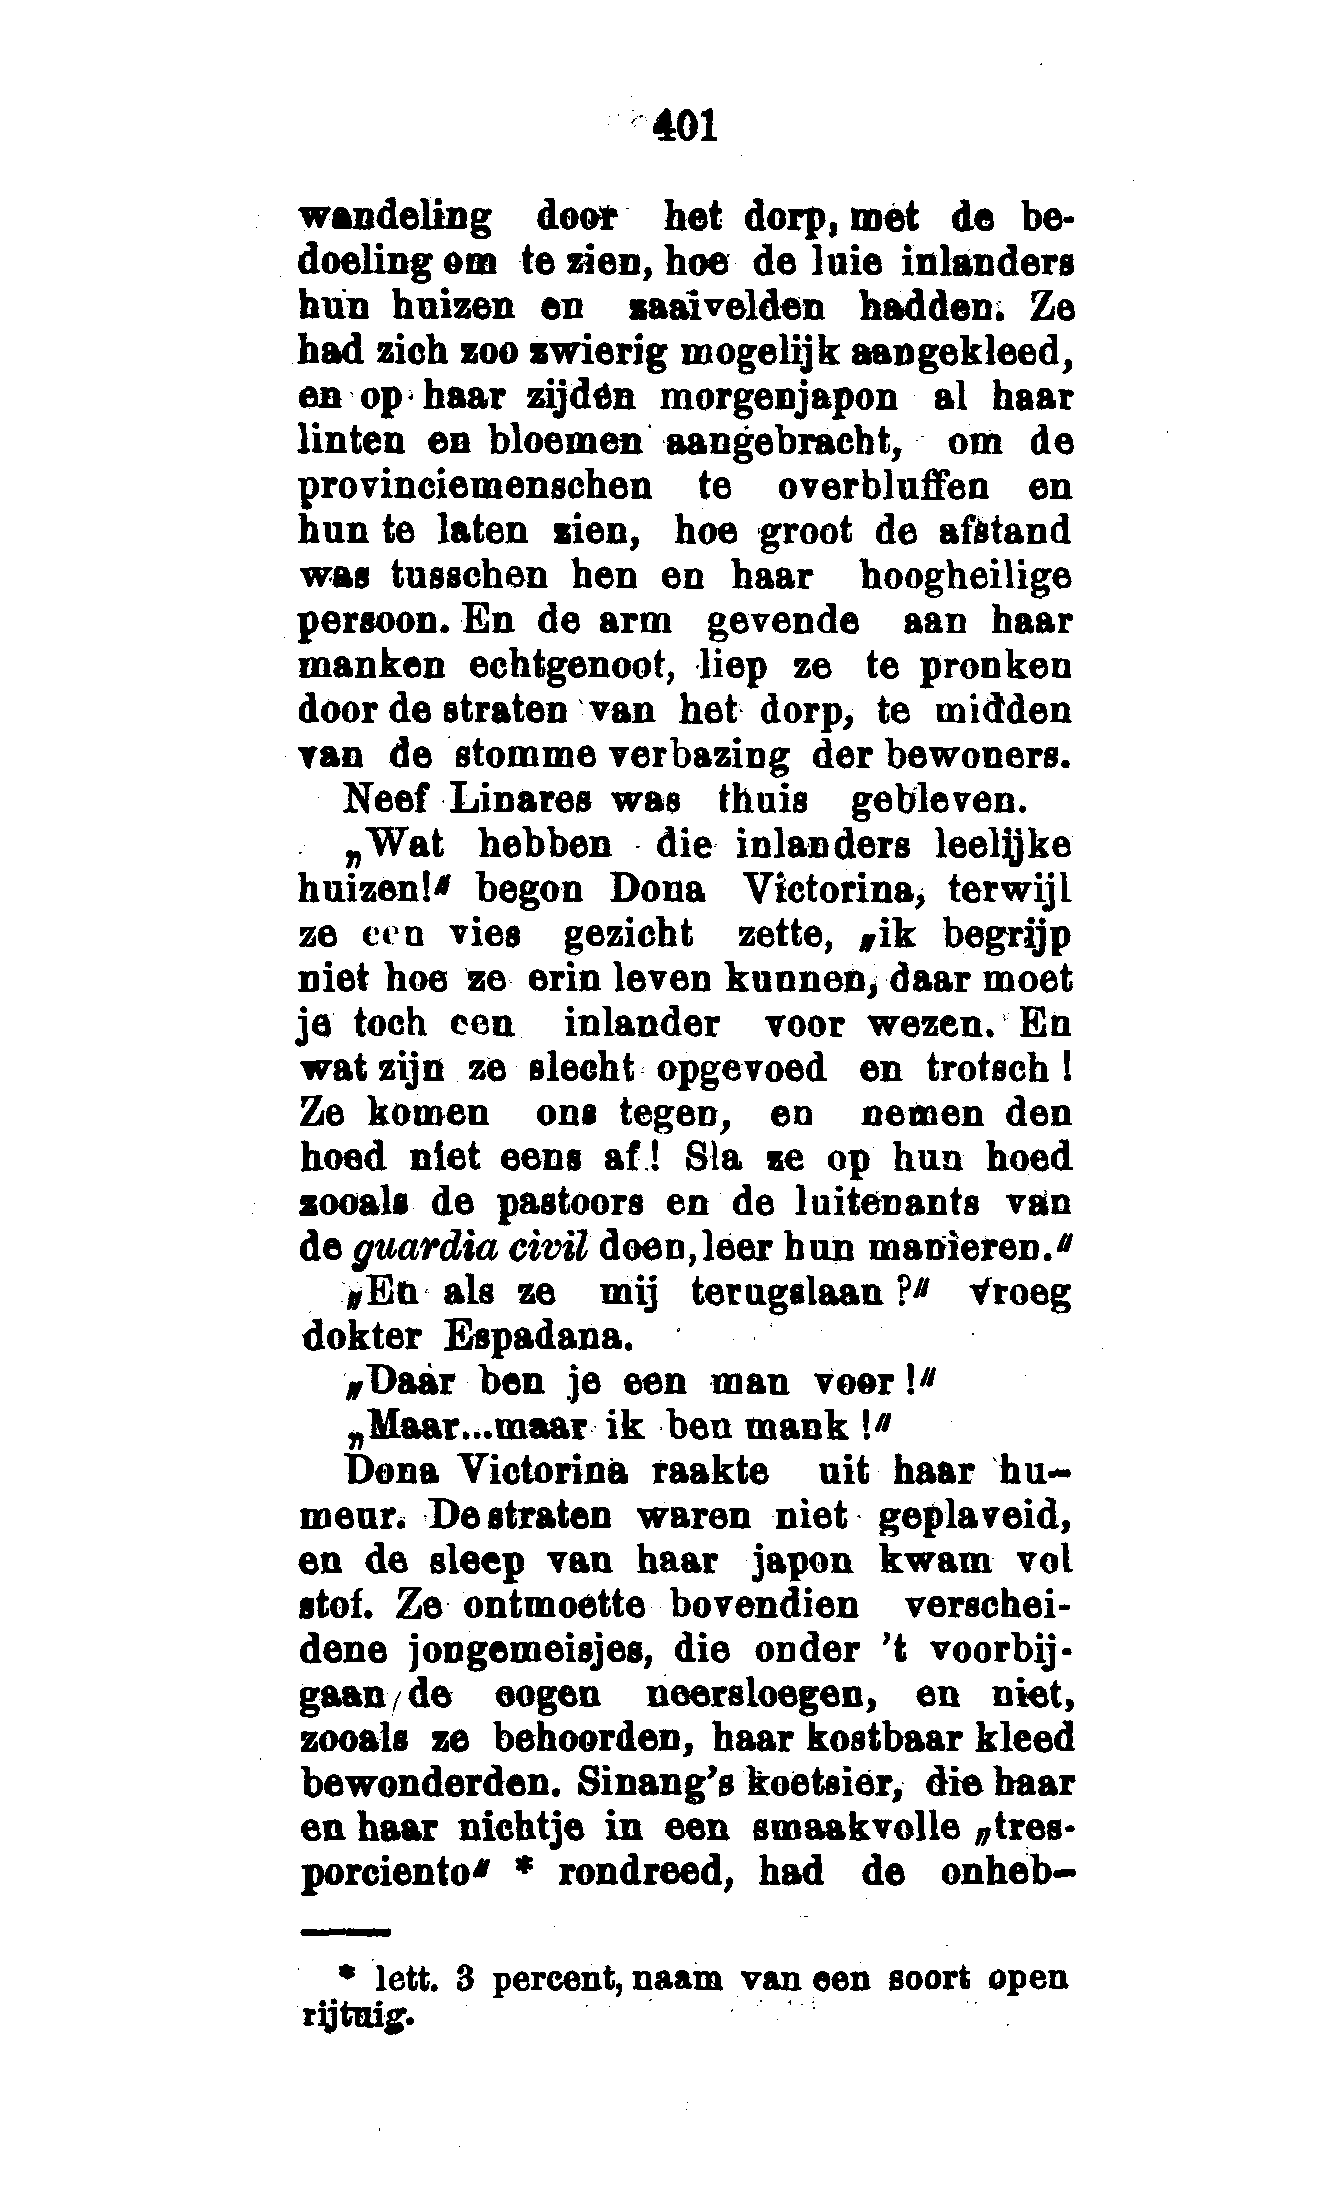 401
wandeling door het dorp, met de be-
doeling om te zien, hoe de luie inlanders
hun huizen en zaaivelden hadden. Ze
had zich zoo zwierig mogelijk aangekleed,
en op haar zijden morgenjapon al haar
linten en bloemen aangebracht, om de
provinciemenschen te overbluffen en
hun te laten zien, hoe groot de afstand
was tusschen hen en haar hoogheilige
persoon. En de arm gevende aan haar
manken echtgenoot, liep ze te pronken
door de straten van het dorp, te midden
van de stomme verbazing der bewoners.
Neef Linares was thuis gebleven.
„Wat hebben die inlanders leelijke
huizen!" begon Dona Victorina, terwijl
ze een vies gezicht zette, „ik begrijp
niet hoe ze erin leven kunnen, daar moet
je toch een inlander voor wezen. En
wat zijn ze slecht opgevoed en trotsch !
Ze komen ons tegen, en nemen den
hoed niet eens af! Sla ze op hun hoed
zooals de pastoors en de luitenants van
de guardia civil doen, leer hun manieren."
„En als ze mij terugslaan ?" vroeg
dokter Espadana.
„Daar ben je een man voor !"
„Maar...maar ik ben mank !"
Dona Victorina raakte uit haar hu-
meur. De straten waren niet geplaveid,
en de sleep van haar japon kwam vol
stof. Ze ontmoette bovendien verschei-
dene jongemeisjes, die onder 't voorbij-
gaan de oogen neersloegen, en niet,
zooals ze behoorden, haar kostbaar kleed
bewonderden. Sinang's koetsier, die haar
en haar nichtje in een smaakvolle „tres-
porciento" * rondreed, had de onheb-
* lett. 3 percent, naam van een soort open
rijtuig.